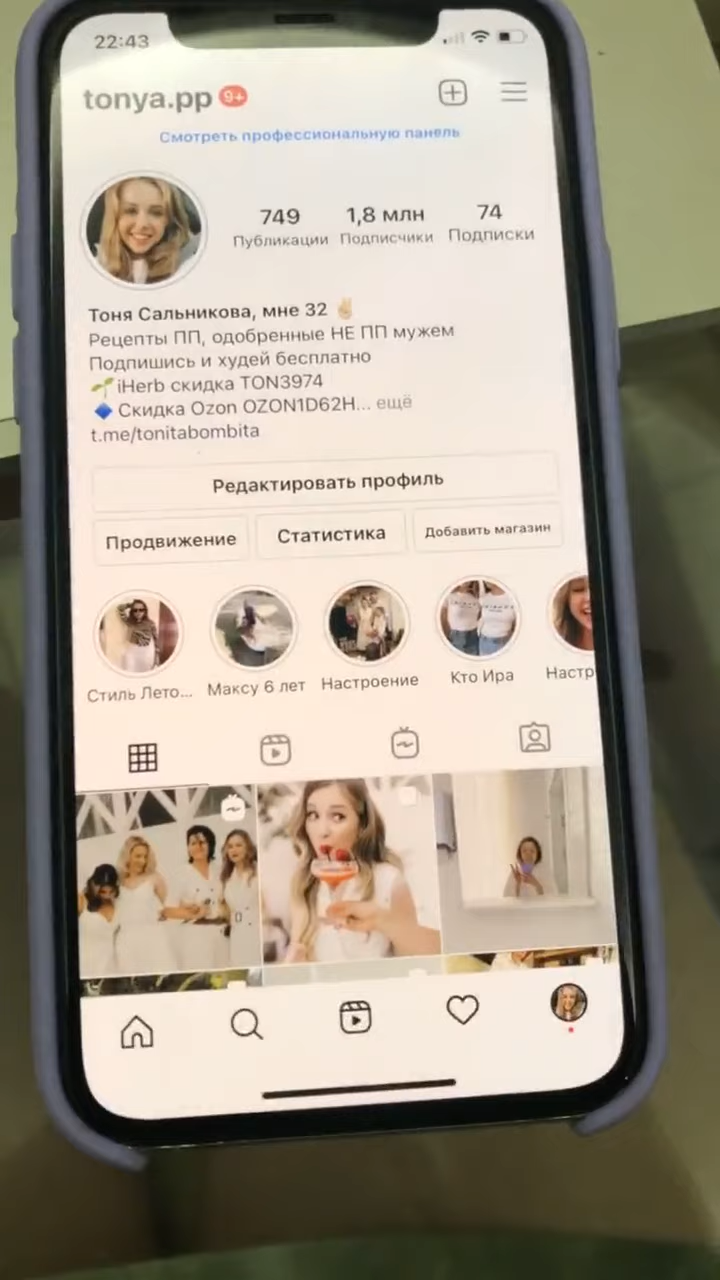 22:43
tonya.pp 9+
Смотреть профессиональную панель
749 1,8 млн 74
Публикации Подписчики Подписки
Тоня Сальникова, мне 32 ✌🏼
Рецепты ПП, одобренные НЕ ПП мужем
Подпишись и худей бесплатно
🌱iHerb скидка TON3974
🔷 Скидка Ozon OZON1D62H... ещё
t.me/tonitabombita
Редактировать профиль
Продвижение Статистика Добавить магазин
Стиль Лето... Максу 6 лет Настроение Кто Ира Настр